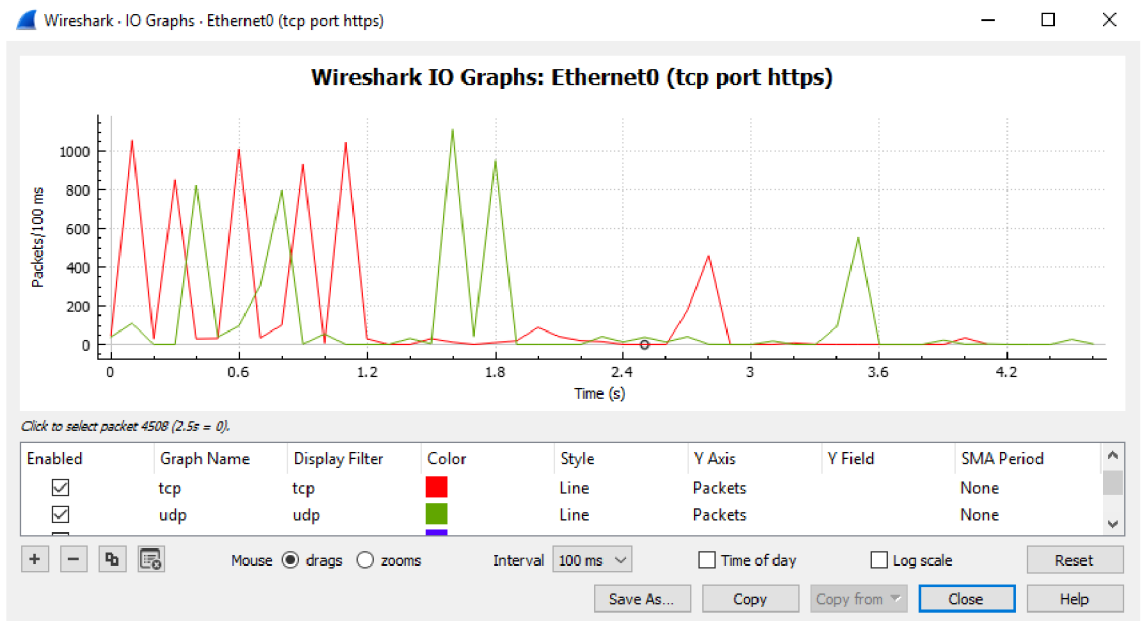 Wireshark · IO Graphs · Ethernet0 (tcp port https)
Wireshark IO Graphs: Ethernet0 (tcp port https)
Packets/100 ms
1000
800
600
400
200
0
0 0.6 1.2 1.8 2.4 3 3.6 4.2
Time (s)
Click to select packet 4508 (2.5s = 0).
Enabled Graph Name Display Filter Color Style Y Axis Y Field SMA Period
tcp tcp Line Packets None
udp udp Line Packets None
+ − Mouse drags zooms Interval 100 ms Time of day Log scale Reset
Save As... Copy Copy from Close Help